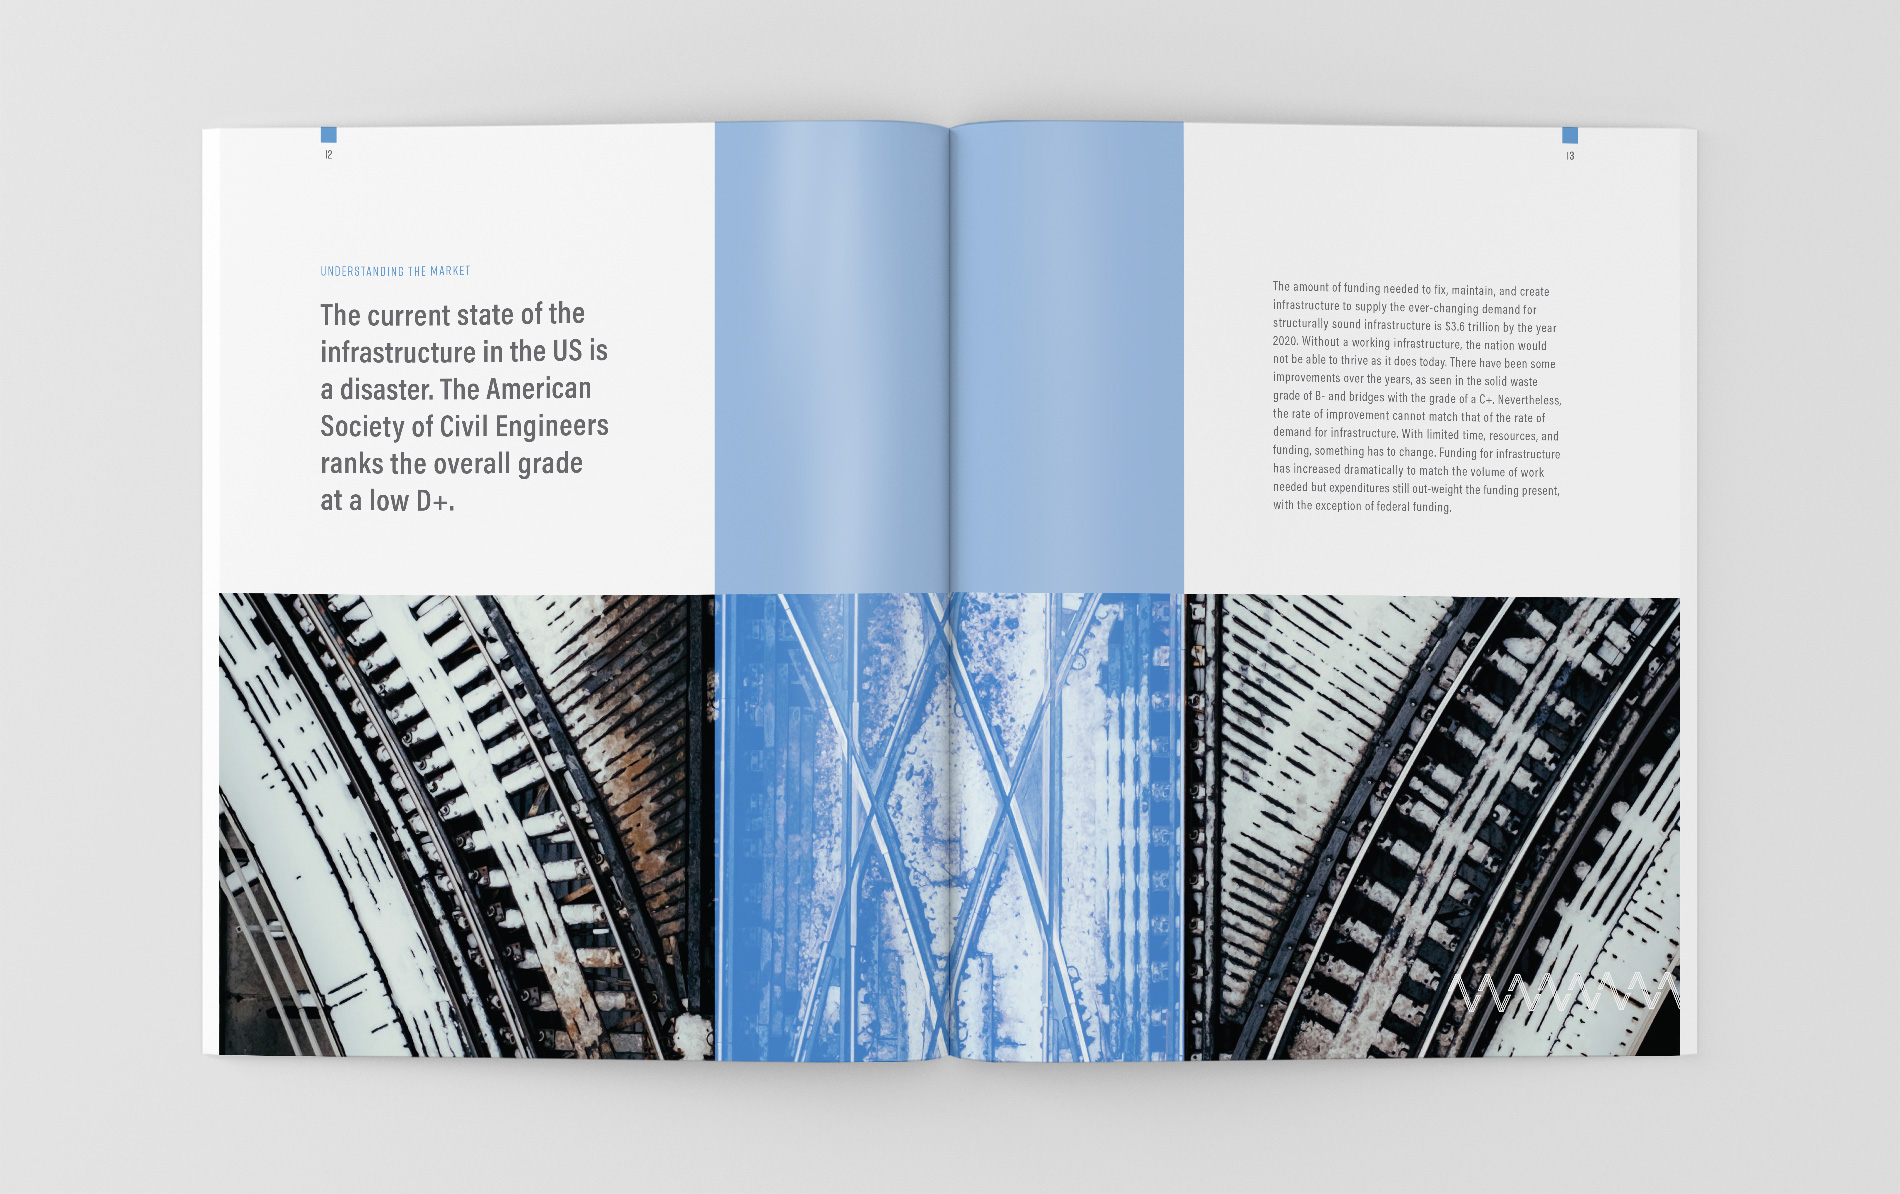 12
UNDERSTANDING THE MARKET
The current state of the
infrastructure in the US is
a disaster. The American
Society of Civil Engineers
ranks the overall grade
at a low D+.
13
The amount of funding needed to fix, maintain, and create
infrastructure to supply the ever-changing demand for
structurally sound infrastructure is $3.6 trillion by the year
2020. Without a working infrastructure, the nation would
not be able to thrive as it does today. There have been some
improvements over the years, as seen in the solid waste
grade of B- and bridges with the grade of a C+. Nevertheless,
the rate of improvement cannot match that of the rate of
demand for infrastructure. With limited time, resources, and
funding, something has to change. Funding for infrastructure
has increased dramatically to match the volume of work
needed but expenditures still out-weight the funding present,
with the exception of federal funding.